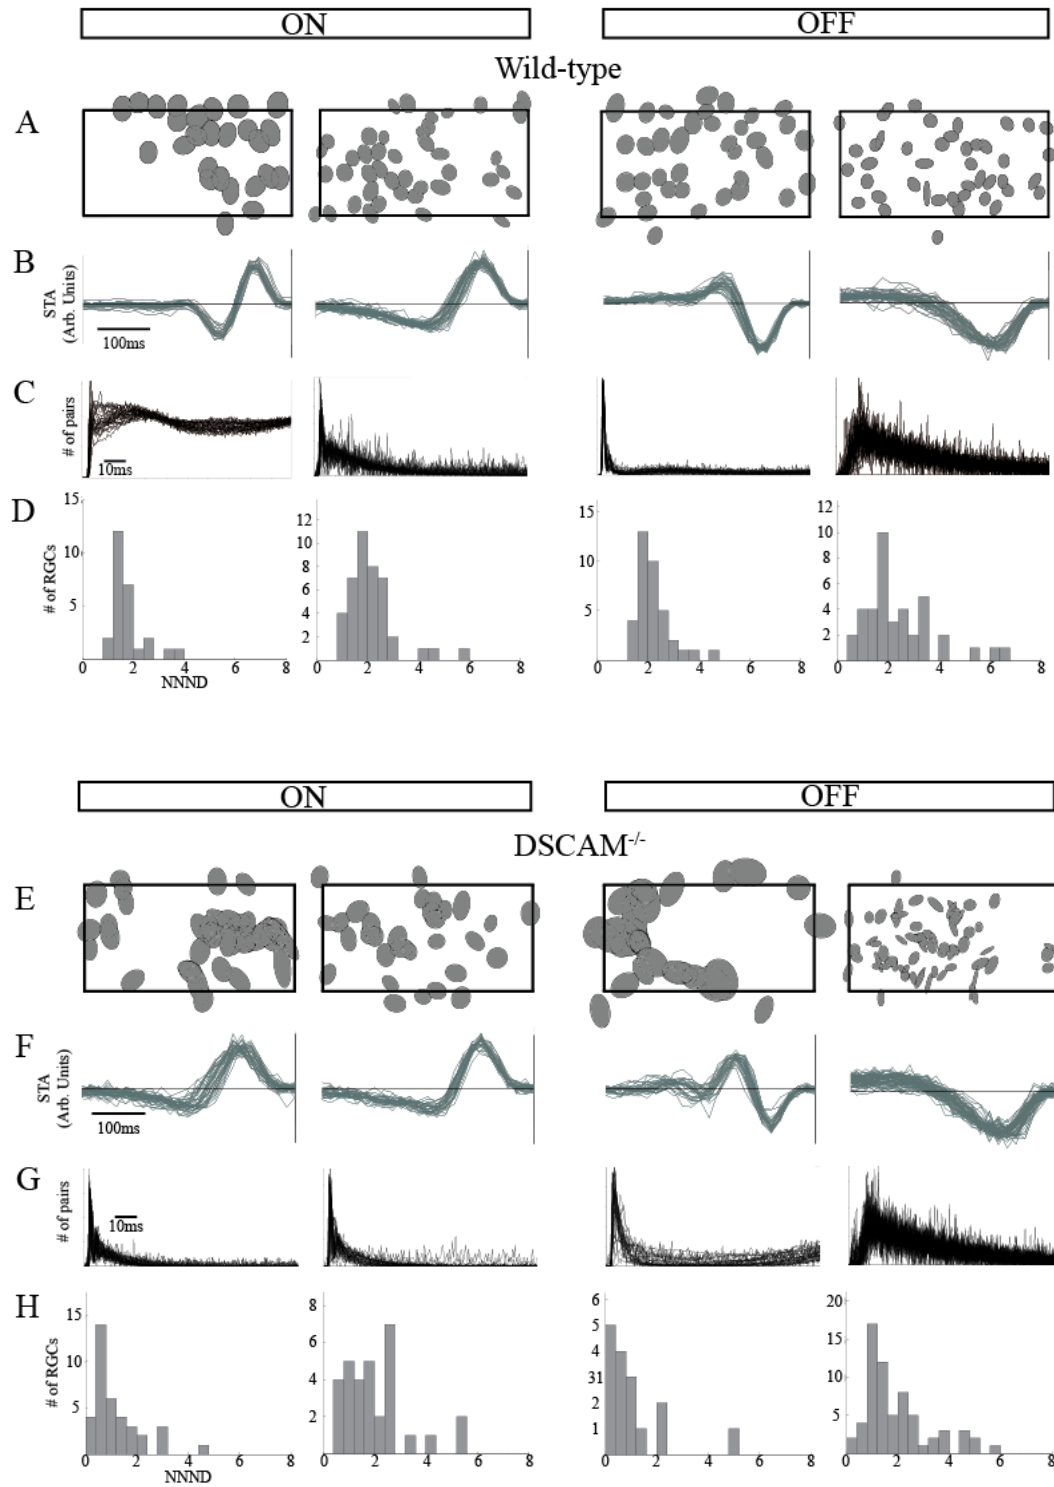 ON OFF
Wild-type
A
B
STA
(Arb. Units)
100ms
C
# of pairs
10ms
D
# of RGCs
15 12 15 12
10 10 10 10
5 8 5 8
6 6
4 4
2 2
0 2 4 6 8 0 2 4 6 8 0 2 4 6 8 0 2 4 6 8
NNND
ON OFF
DSCAM-/-
E
F
STA
(Arb. Units)
100ms
G
# of pairs
10ms
H
# of RGCs
15 8 6 20
10 6 5 15
5 4 4 10
2 31 5
2
1
0 2 4 6 8 0 2 4 6 8 0 2 4 6 8 0 2 4 6 8
NNND